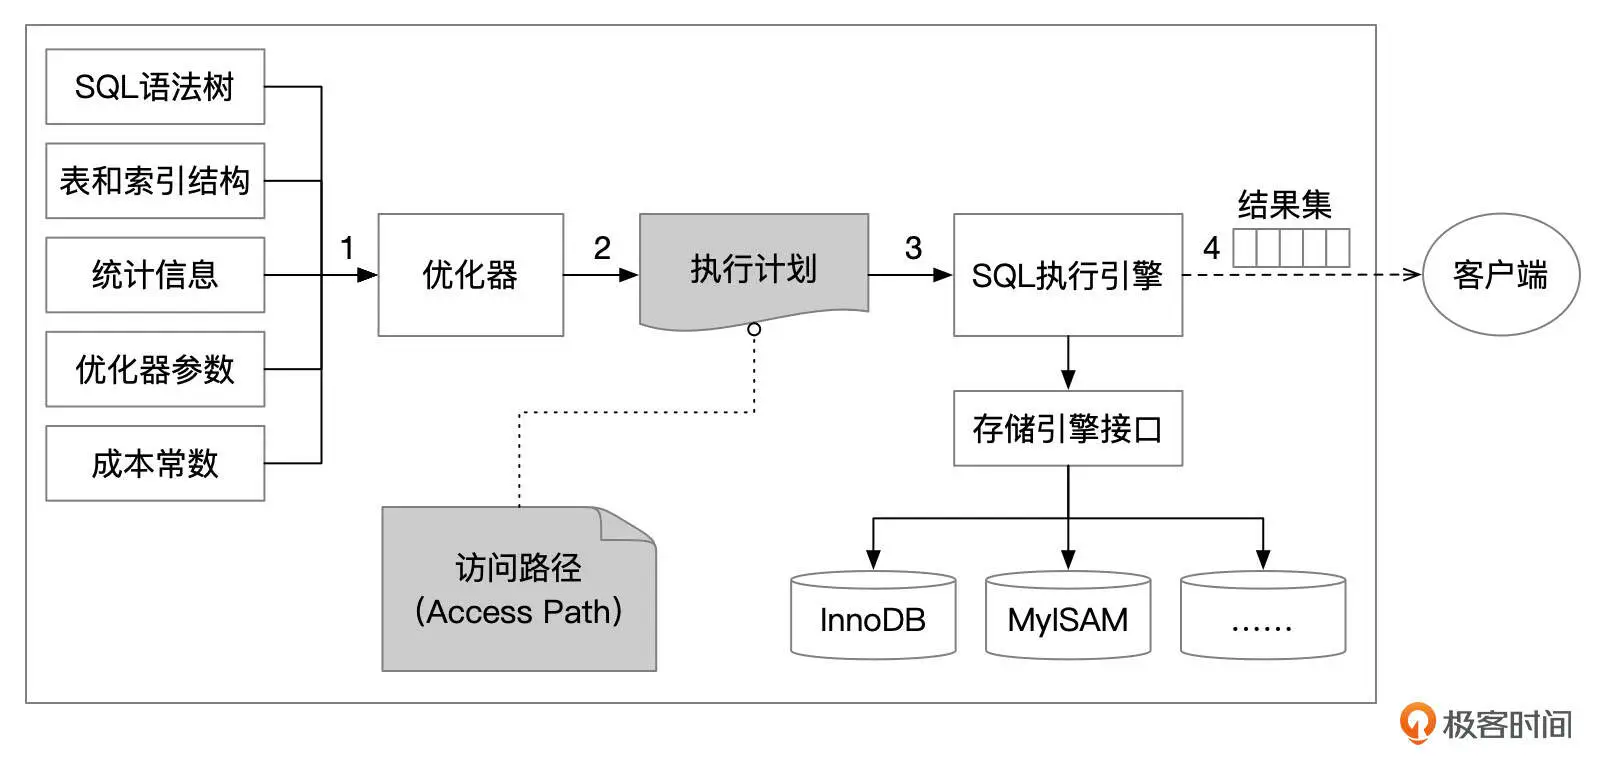 SQL语法树
表和索引结构
统计信息
优化器参数
成本常数
1
优化器
2
执行计划
3
SQL执行引擎
4
结果集
客户端
存储引擎接口
访问路径
(Access Path)
InnoDB
MyISAM
……
极客时间